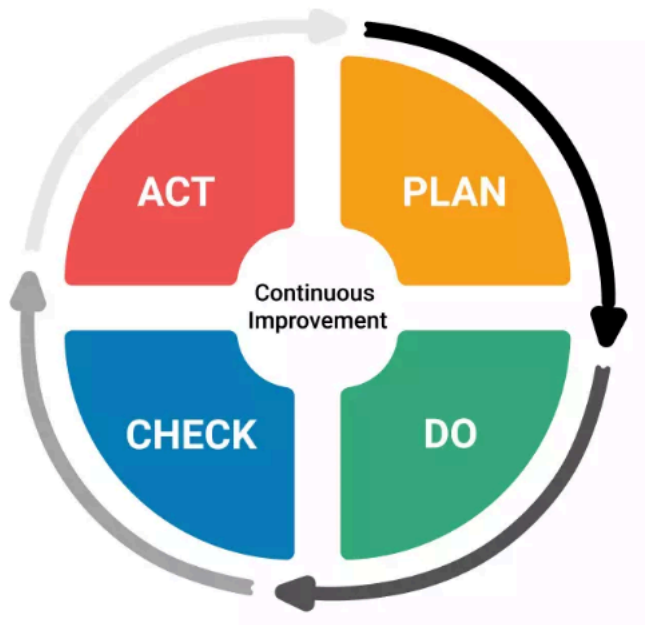 ACT
PLAN
Continuous
Improvement
CHECK
DO